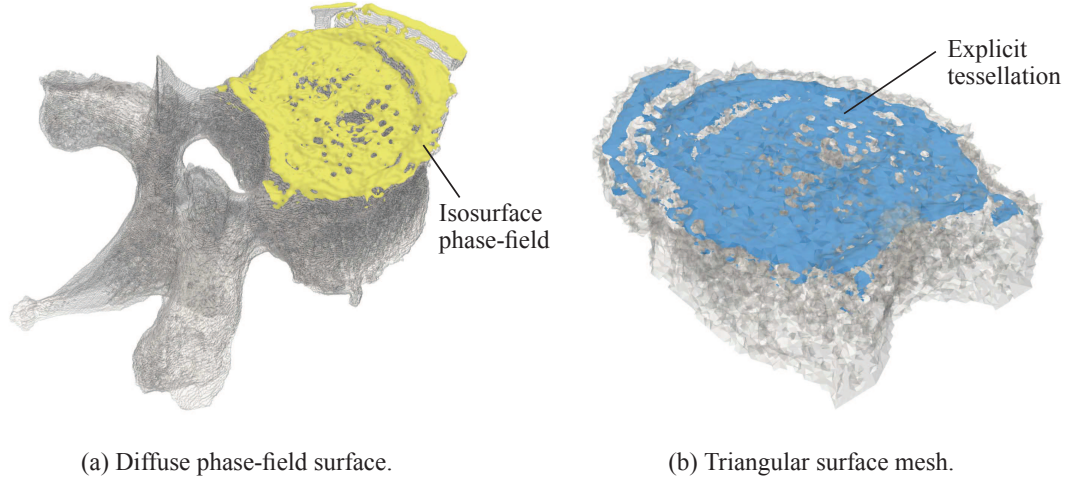 Explicit
tessellation
Isosurface
phase-field
(a) Diffuse phase-field surface.
(b) Triangular surface mesh.